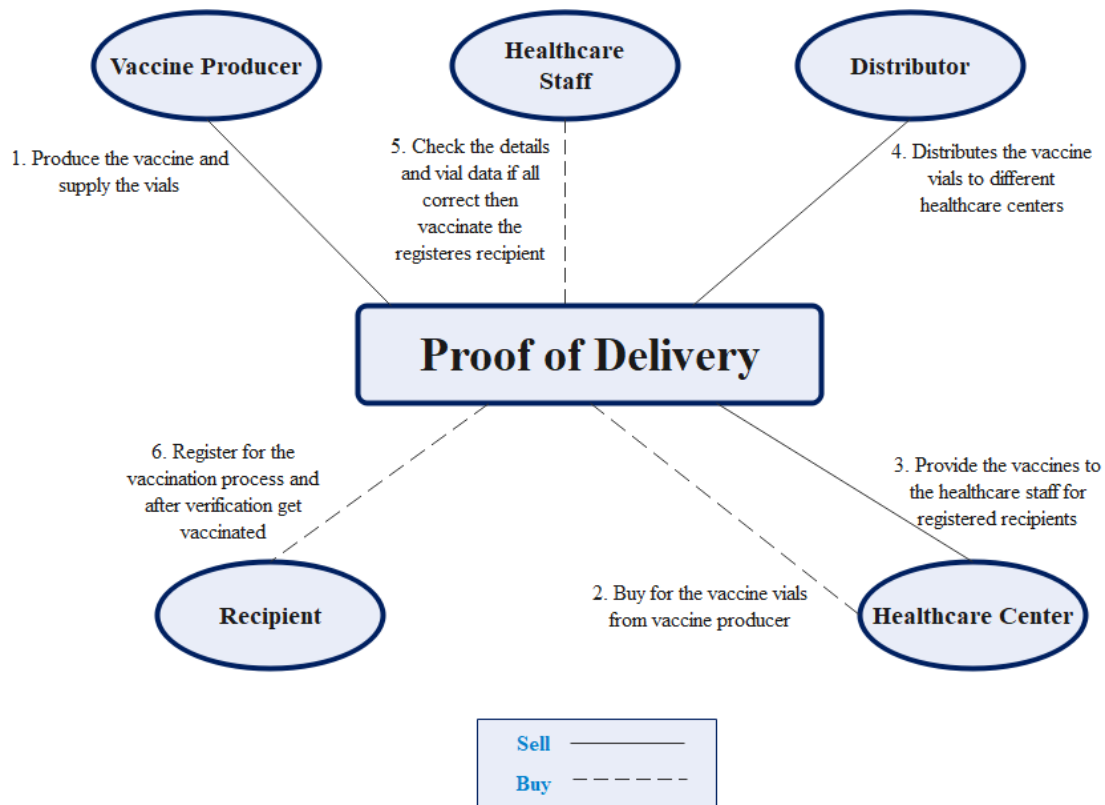 Vaccine Producer
Healthcare
Staff
Distributor
1. Produce the vaccine and
supply the vials
5. Check the details
and vial data if all
correct then
vaccinate the
registeres recipient
4. Distributes the vaccine
vials to different
healthcare centers
Proof of Delivery
6. Register for the
vaccination process and
after verification get
vaccinated
3. Provide the vaccines to
the healthcare staff for
registered recipients
2. Buy for the vaccine vials
from vaccine producer
Recipient
Healthcare Center
Sell
Buy